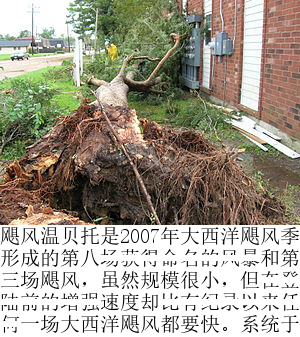 飓风温贝托是2007年大西洋飓风季
形成的第八场获得命名的风暴和第
三场飓风，虽然规模很小，但在登
陆前的增强速度却比有纪录以来任
何一场大西洋飓风都要快。系统于